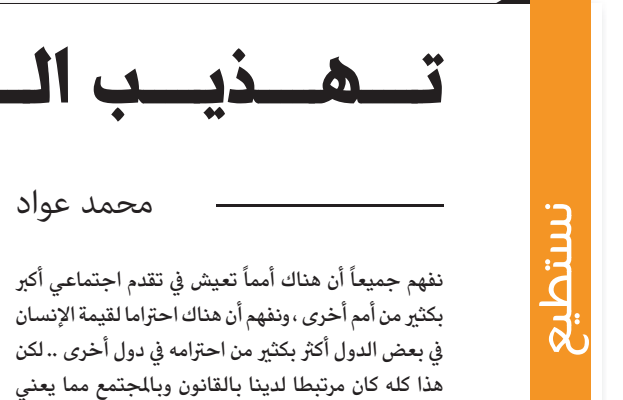 تـهـذيـب الـ
محمد عواد
نستطيع
نفهم جميعاً أن هناك أمماً تعيش في تقدم اجتماعي أكبر
بكثير من أمم أخرى ،ونفهم أن هناك احتراما لقيمة الإنسان
في بعض الدول أكثر بكثير من احترامه في دول أخرى .. لكن
هذا كله كان مرتبطا لدينا بالقانون وبالمجتمع مما يعني